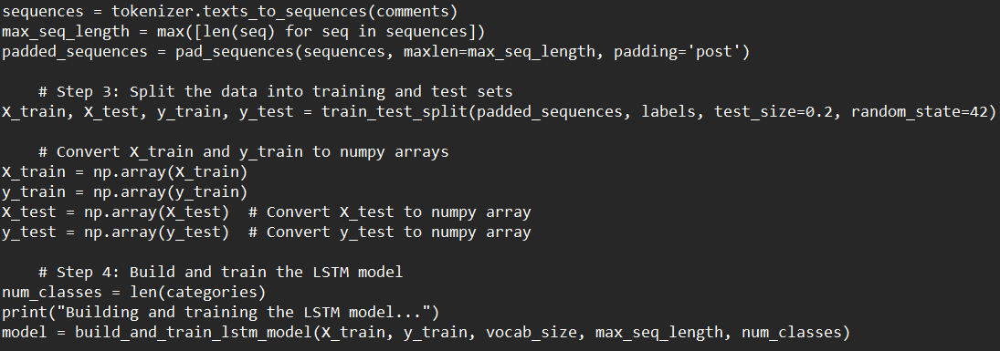 sequences = tokenizer.texts_to_sequences(comments)
max_seq_length = max([len(seq) for seq in sequences])
padded_sequences = pad_sequences(sequences, maxlen=max_seq_length, padding='post')
# Step 3: Split the data into training and test sets
X_train, X_test, y_train, y_test = train_test_split(padded_sequences, labels, test_size=0.2, random_state=42)
# Convert X_train and y_train to numpy arrays
X_train = np.array(X_train)
y_train = np.array(y_train)
X_test = np.array(X_test)  # Convert X_test to numpy array
y_test = np.array(y_test)  # Convert y_test to numpy array
# Step 4: Build and train the LSTM model
num_classes = len(categories)
print("Building and training the LSTM model...")
model = build_and_train_lstm_model(X_train, y_train, vocab_size, max_seq_length, num_classes)